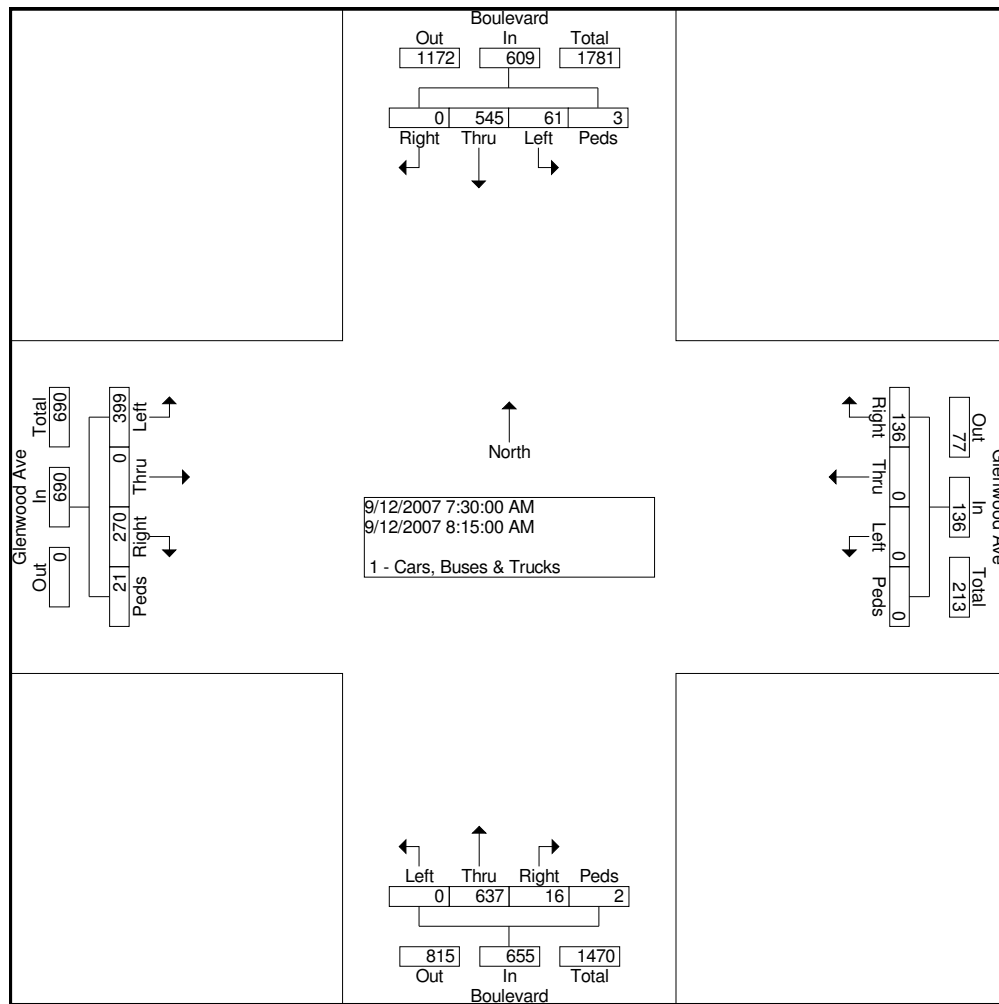 Boulevard
Out In Total
1172 609 1781
0 545 61 3
Right Thru Left Peds
Glenwood Ave
Total In Out
690 690 0
399 0 270 21
Left Thru Right Peds
North
9/12/2007 7:30:00 AM
9/12/2007 8:15:00 AM
1 - Cars, Buses & Trucks
Right Thru Left Peds
136 0 0 0
77 136 213
Out In Total
Glenwood Ave
Left Thru Right Peds
0 637 16 2
815 655 1470
Out In Total
Boulevard